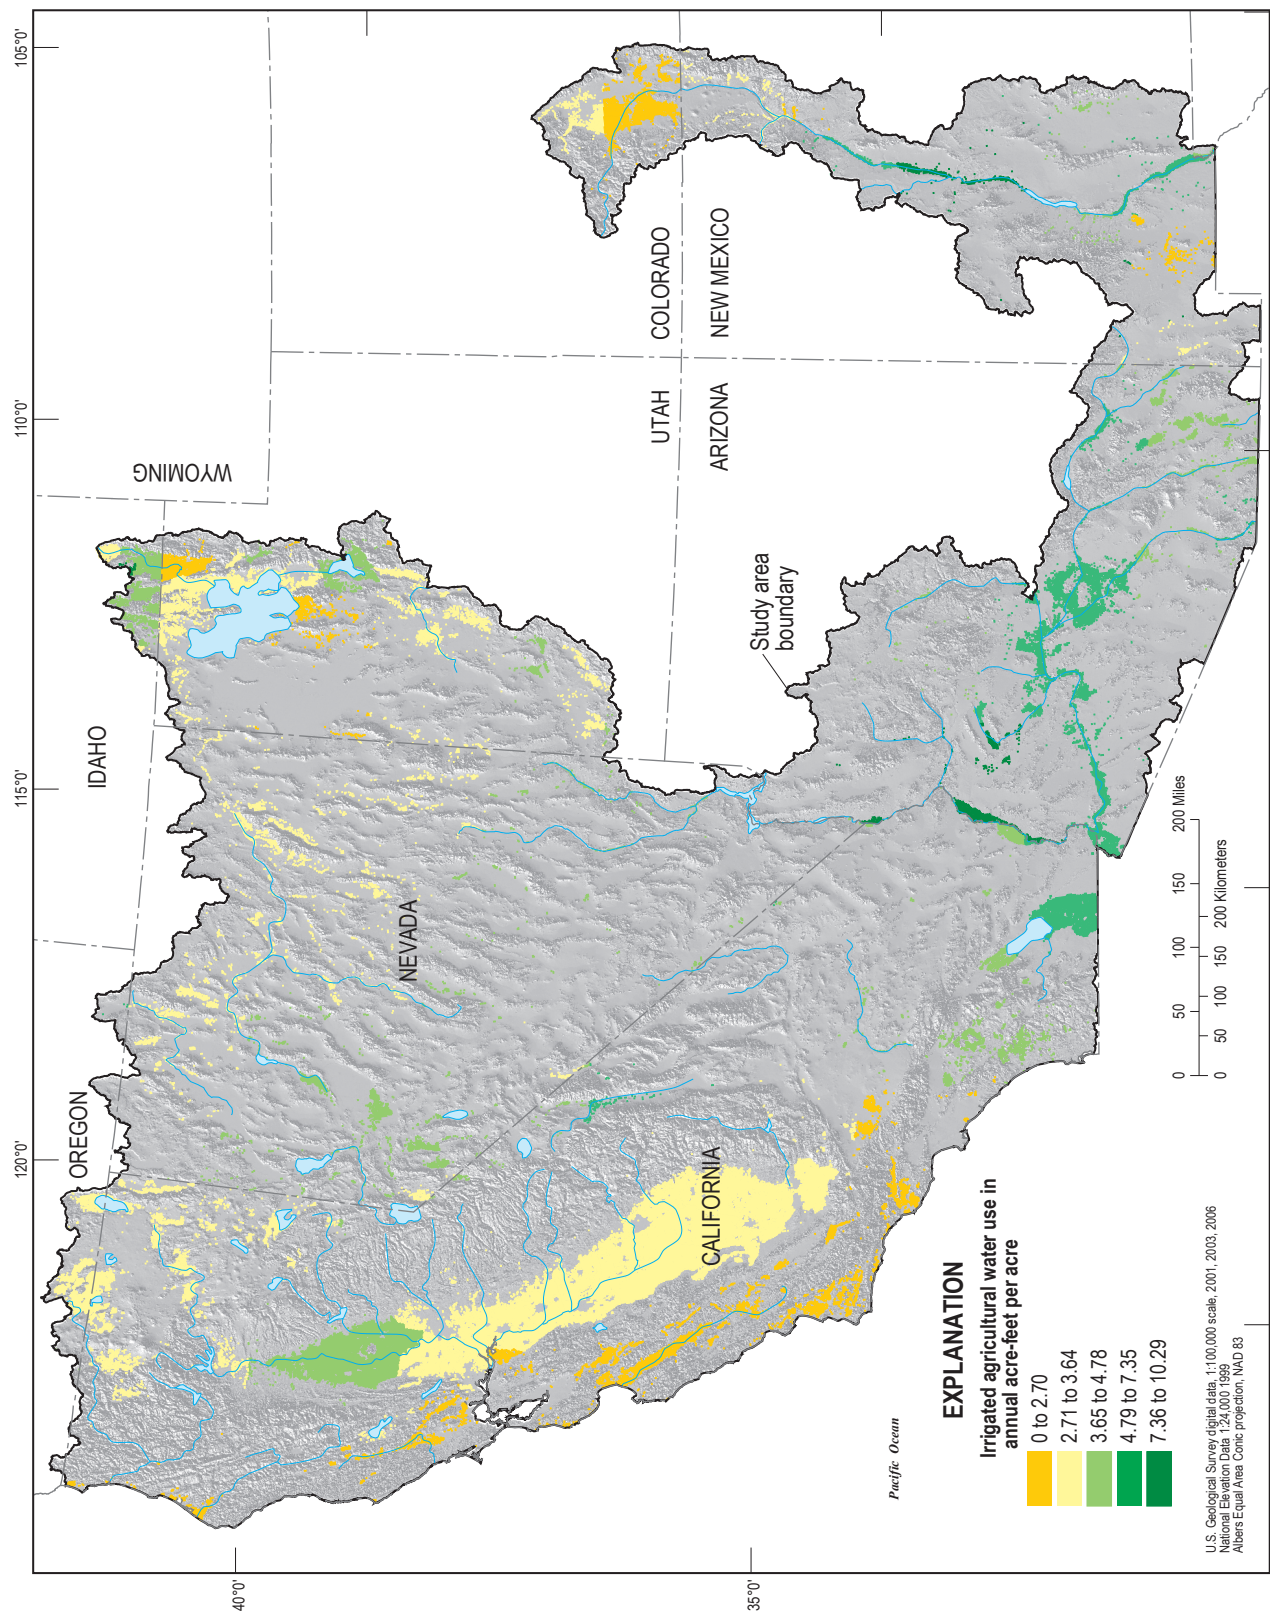 120°0'
115°0'
110°0'
105°0'
40°0'
35°0'
OREGON
IDAHO
WYOMING
NEVADA
UTAH
COLORADO
ARIZONA
NEW MEXICO
CALIFORNIA
Study area
boundary
Pacific Ocean
EXPLANATION
Irrigated agricultural water use in
annual acre-feet per acre
0 to 2.70
2.71 to 3.64
3.65 to 4.78
4.79 to 7.35
7.36 to 10.29
0 50 100 150 200 Miles
0 50 100 150 200 Kilometers
U.S. Geological Survey digital data, 1:100,000 scale, 2001, 2003, 2006
National Elevation Data 1:24,000 1999
Albers Equal Area Conic projection, NAD 83